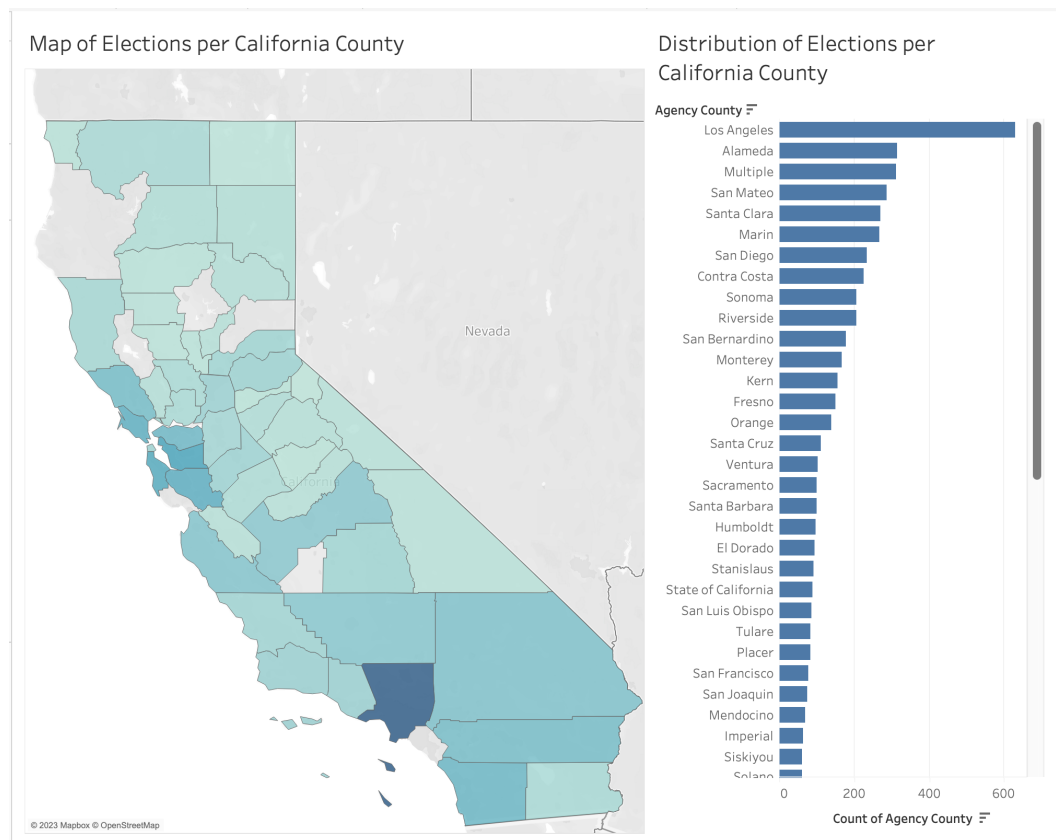 Map of Elections per California County
Nevada
California
© 2023 Mapbox © OpenStreetMap
Distribution of Elections per
California County
Agency County
Los Angeles
Alameda
Multiple
San Mateo
Santa Clara
Marin
San Diego
Contra Costa
Sonoma
Riverside
San Bernardino
Monterey
Kern
Fresno
Orange
Santa Cruz
Ventura
Sacramento
Santa Barbara
Humboldt
El Dorado
Stanislaus
State of California
San Luis Obispo
Tulare
Placer
San Francisco
San Joaquin
Mendocino
Imperial
Siskiyou
Solano
0 200 400 600
Count of Agency County